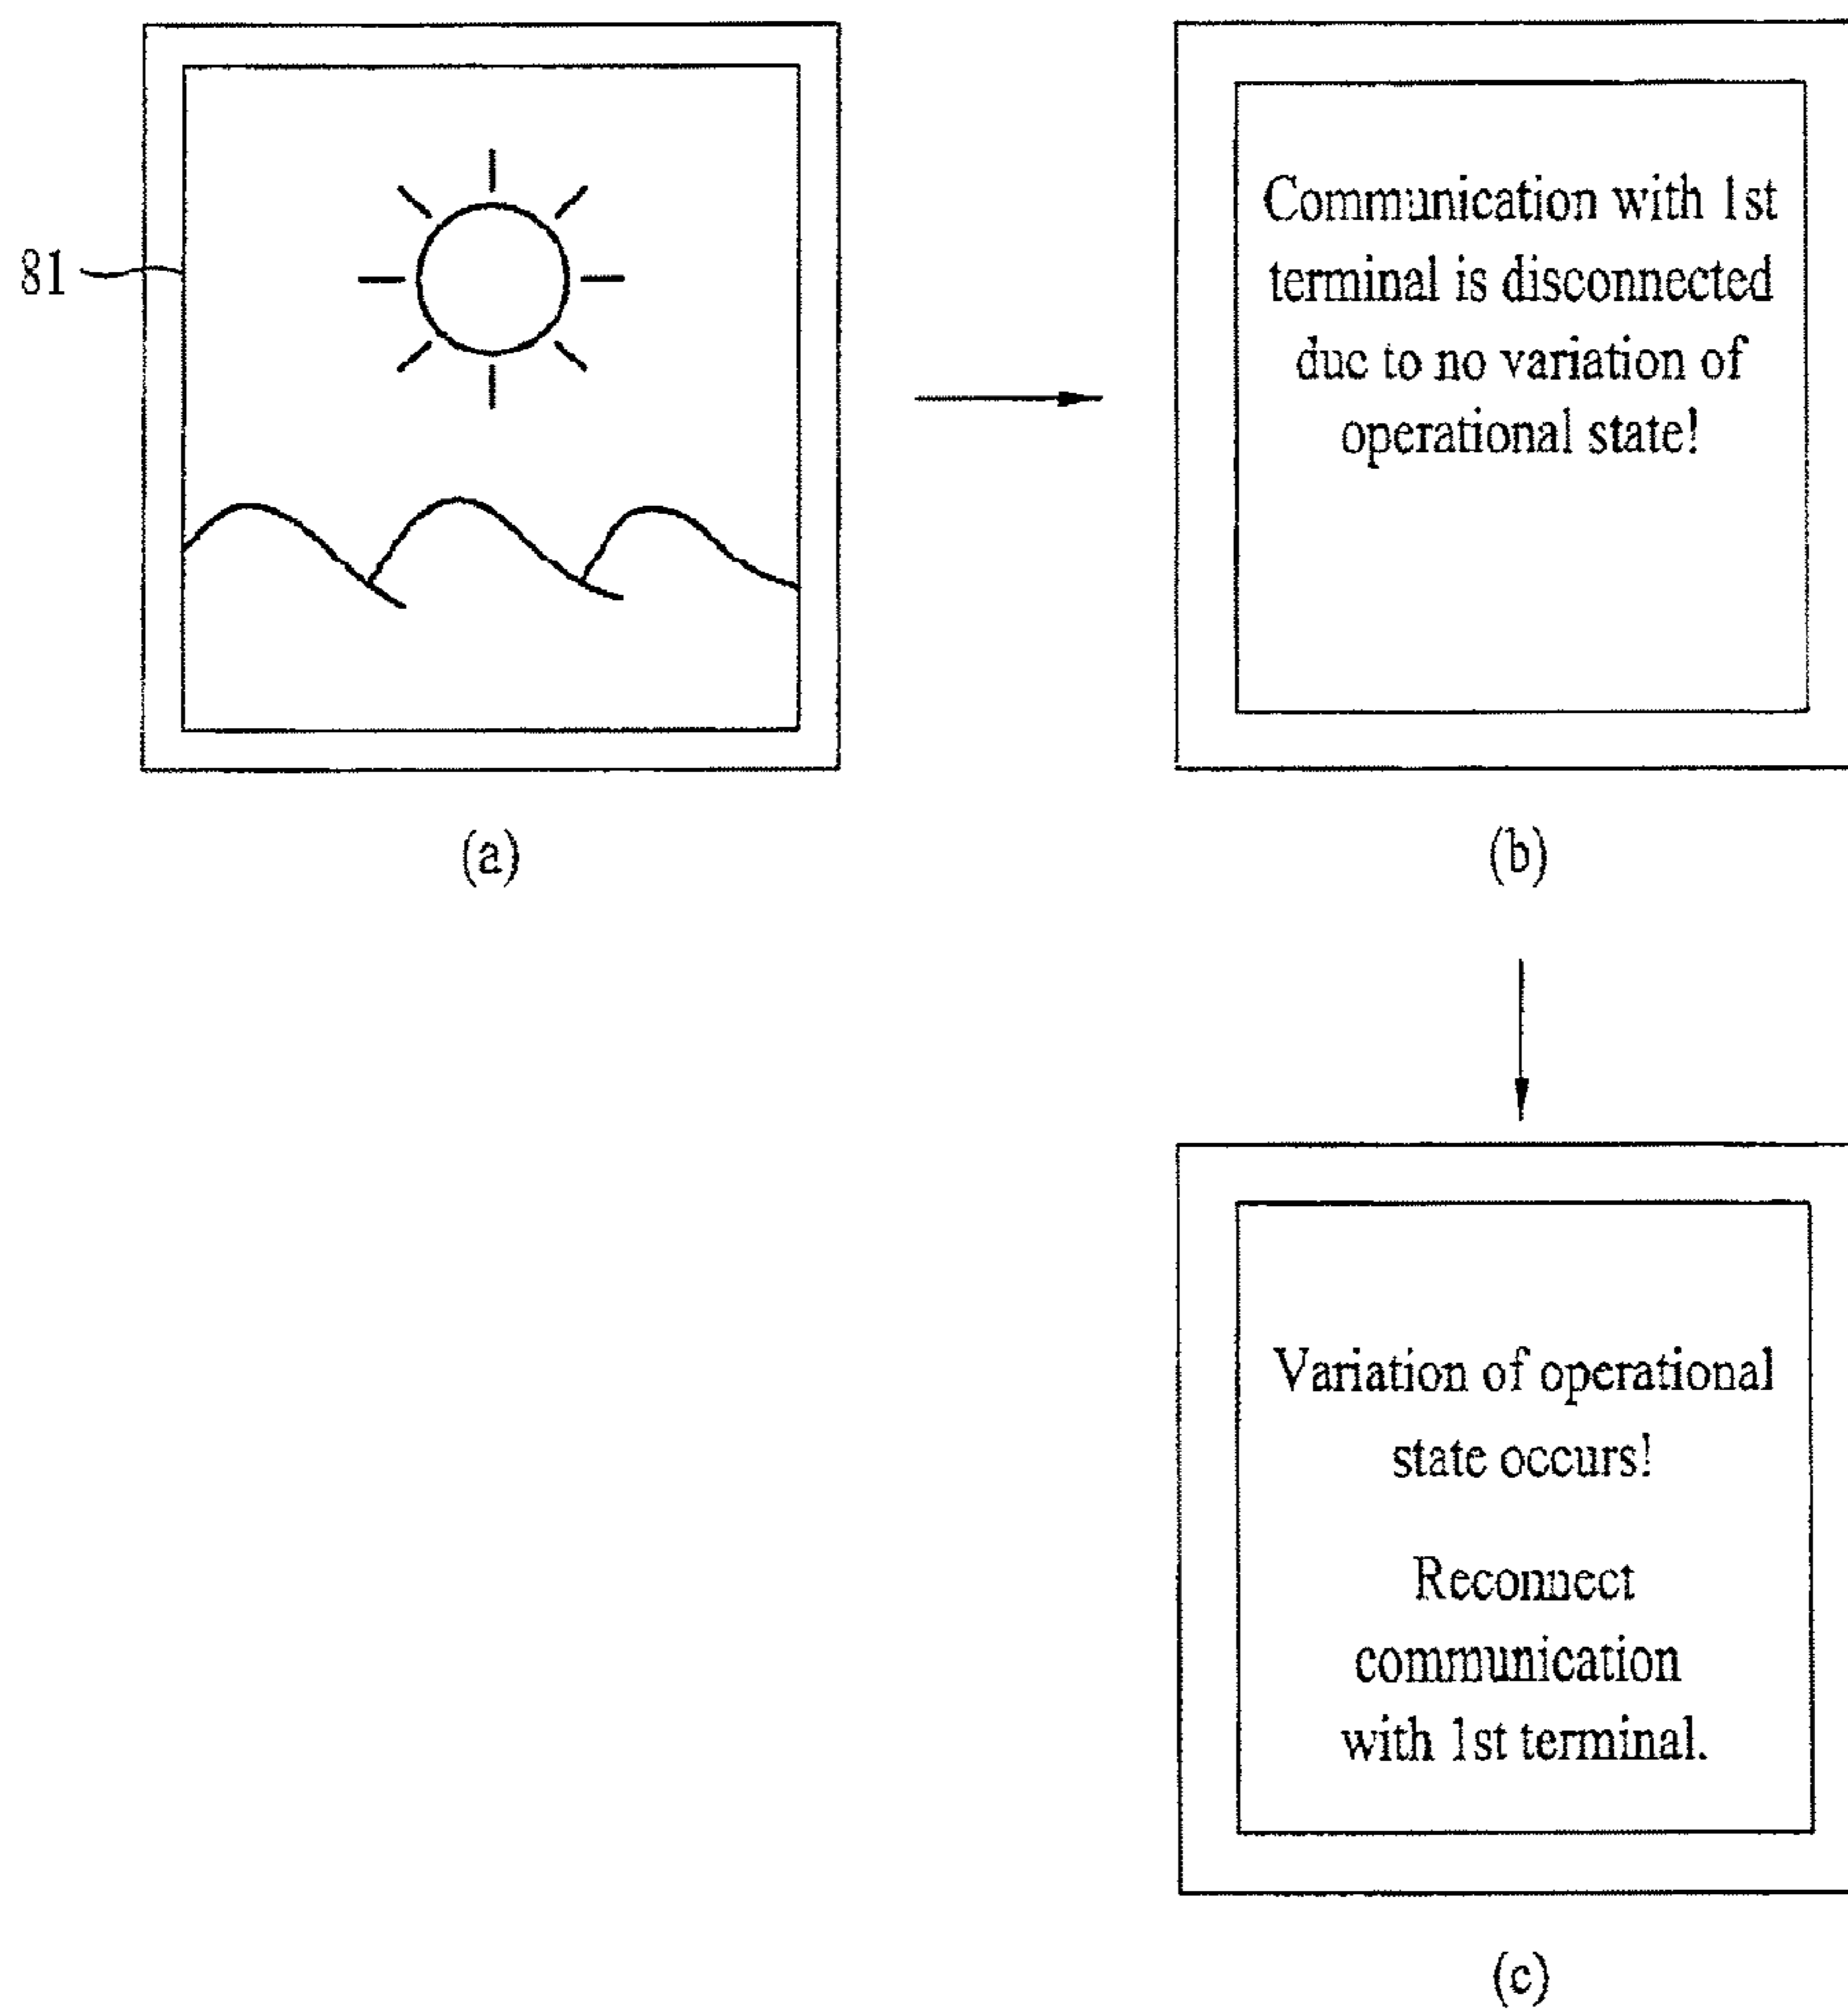 81
(a)
Communication with 1st
terminal is disconnected
due to no variation of
operational state!
(b)
Variation of operational
state occurs!
Reconnect
communication
with 1st terminal.
(c)